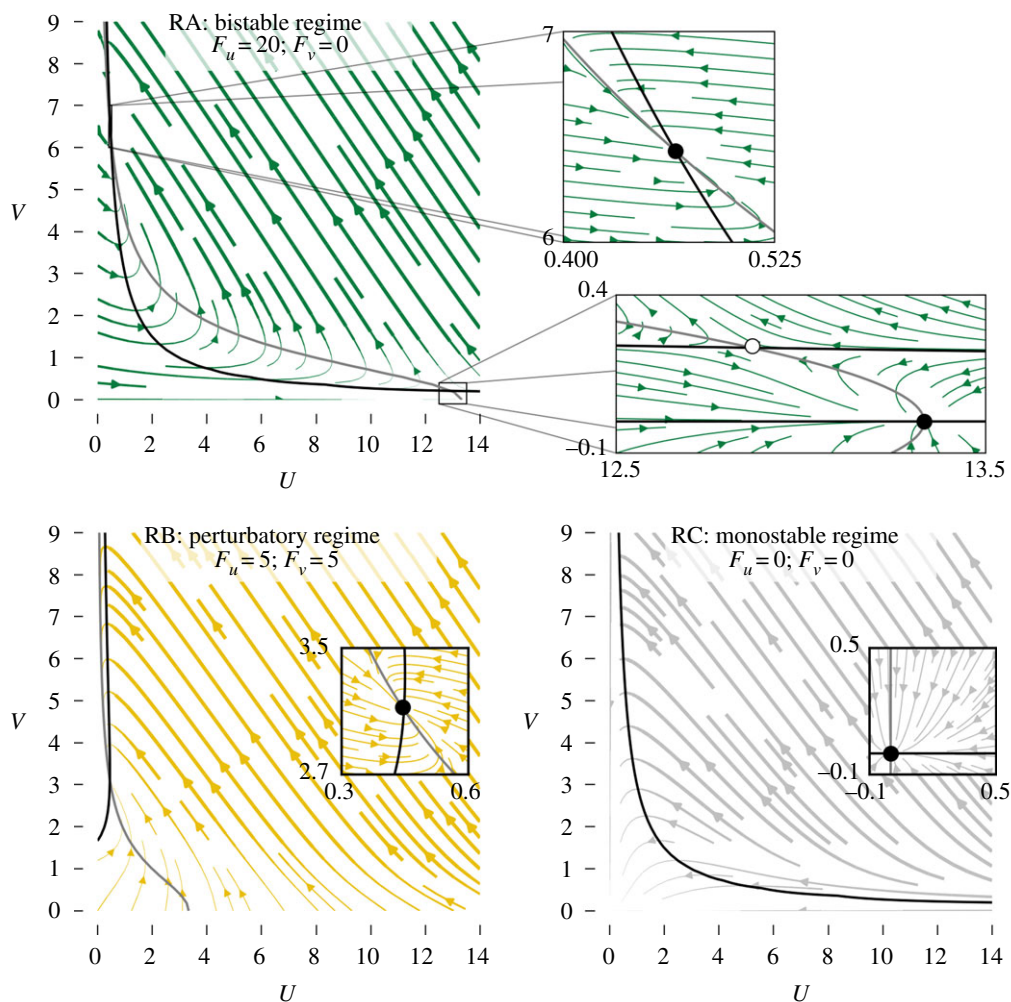 RA: bistable regime
F_u = 20; F_v = 0
9
8
7
6
5
4
3
2
1
0
V
0 2 4 6 8 10 12 14
U
7
6
0.400 0.525
0.4
–0.1
12.5 13.5
RB: perturbatory regime
F_u = 5; F_v = 5
9
8
7
6
5
4
3
2
1
0
V
0 2 4 6 8 10 12 14
U
3.5
2.7
0.3 0.6
RC: monostable regime
F_u = 0; F_v = 0
9
8
7
6
5
4
3
2
1
0
V
0 2 4 6 8 10 12 14
U
0.5
–0.1
–0.1 0.5